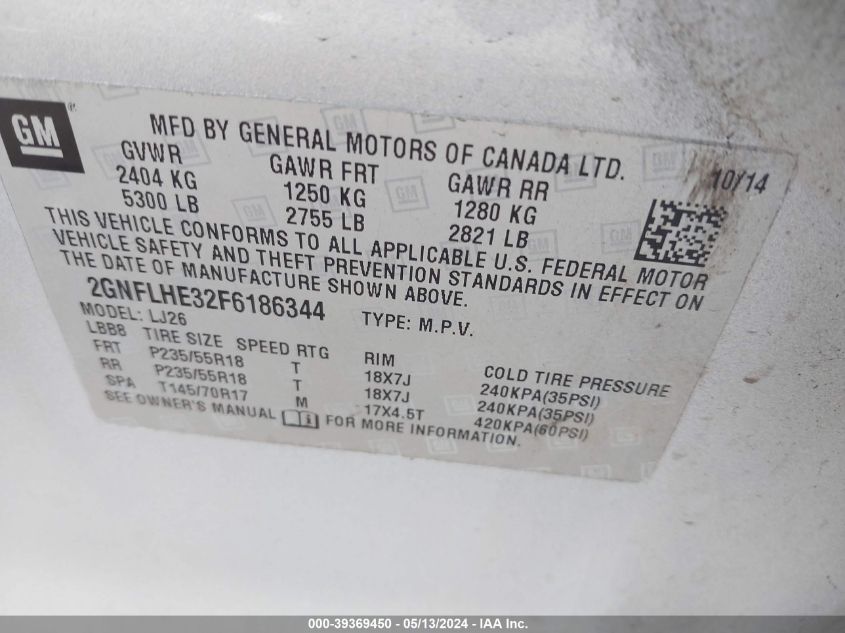 GM
MFD BY GENERAL MOTORS OF CANADA LTD.
10/14
GVWR GAWR FRT GAWR RR
2404 KG 1250 KG 1280 KG
5300 LB 2755 LB 2821 LB
THIS VEHICLE CONFORMS TO ALL APPLICABLE U.S. FEDERAL MOTOR
VEHICLE SAFETY AND THEFT PREVENTION STANDARDS IN EFFECT ON
THE DATE OF MANUFACTURE SHOWN ABOVE.
2GNFLHE32F6186344 TYPE: M.P.V.
MODEL: LJ26
LBB8 TIRE SIZE SPEED RTG RIM COLD TIRE PRESSURE
FRT P235/55R18 T 18X7J 240KPA(35PSI)
RR P235/55R18 T 18X7J 240KPA(35PSI)
SPA T145/70R17 M 17X4.5T 420KPA(60PSI)
SEE OWNER'S MANUAL FOR MORE INFORMATION.
000-39369450 / 05/13/2024 - IAA Inc.